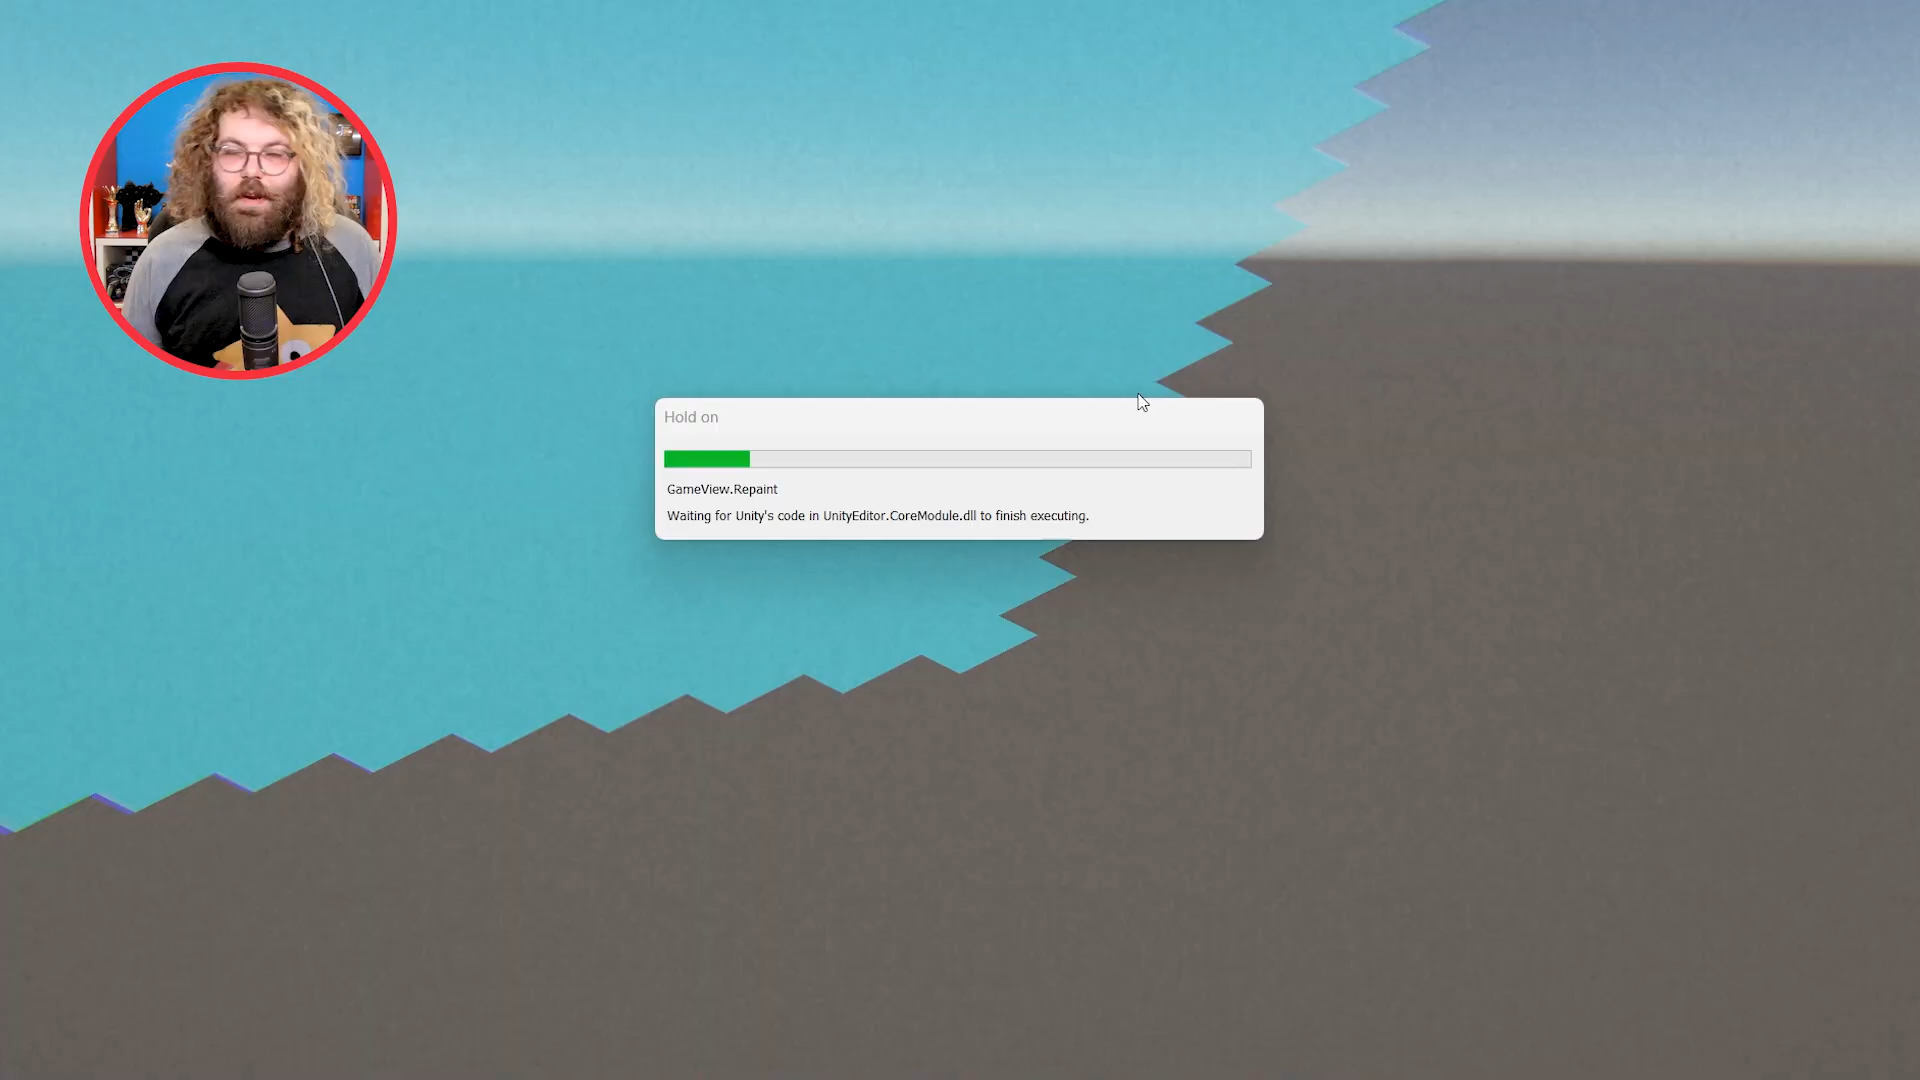 Hold on
GameView.Repaint
Waiting for Unity's code in UnityEditor.CoreModule.dll to finish executing.